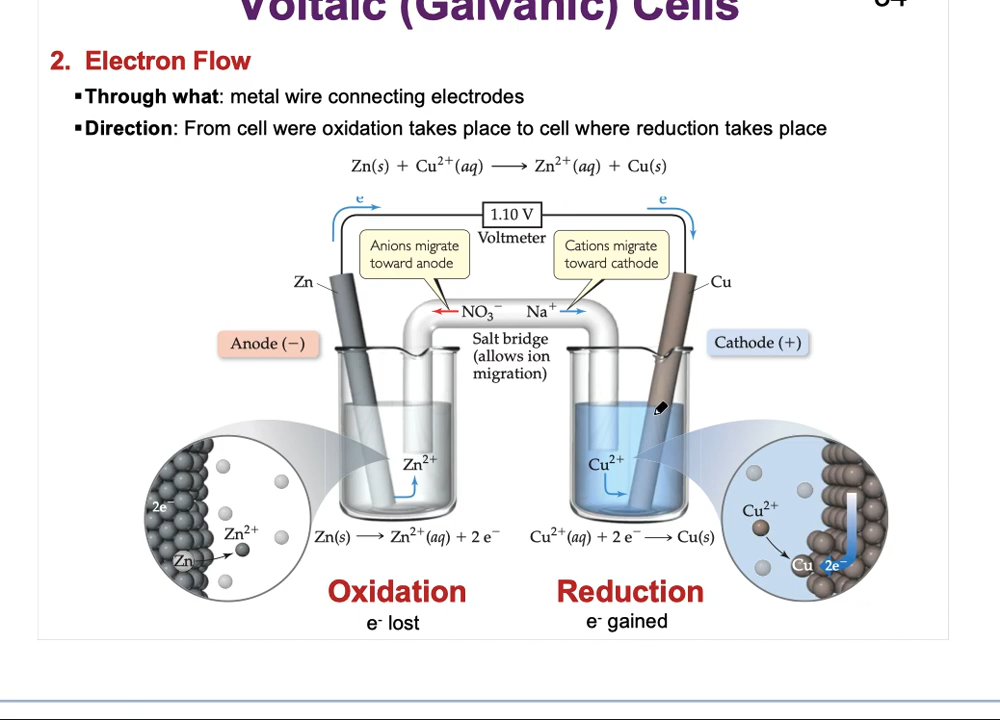 Voltaic (Galvanic) Cells
64
2. Electron Flow
▪Through what: metal wire connecting electrodes
▪Direction: From cell were oxidation takes place to cell where reduction takes place
Zn(s) + Cu²⁺(aq) ⟶ Zn²⁺(aq) + Cu(s)
e
e
1.10 V
Voltmeter
Anions migrate
toward anode
Cations migrate
toward cathode
Zn
Cu
NO₃⁻ Na⁺
Salt bridge
(allows ion
migration)
Anode (−)
Cathode (+)
Zn²⁺
Cu²⁺
2e⁻
Zn²⁺
Zn
Cu²⁺
Cu 2e⁻
Zn(s) ⟶ Zn²⁺(aq) + 2 e⁻
Cu²⁺(aq) + 2 e⁻ ⟶ Cu(s)
Oxidation
e⁻ lost
Reduction
e⁻ gained